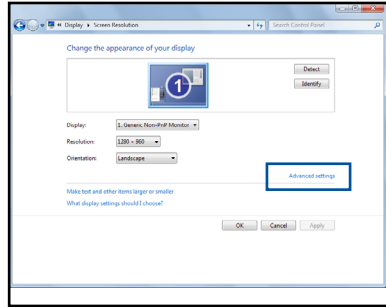 « Display ▸ Screen Resolution
Search Control Panel
Change the appearance of your display
1
Detect
Identify
Display: 1. Generic Non-PnP Monitor
Resolution: 1280 × 960
Orientation: Landscape
Advanced settings
Make text and other items larger or smaller
What display settings should I choose?
OK Cancel Apply